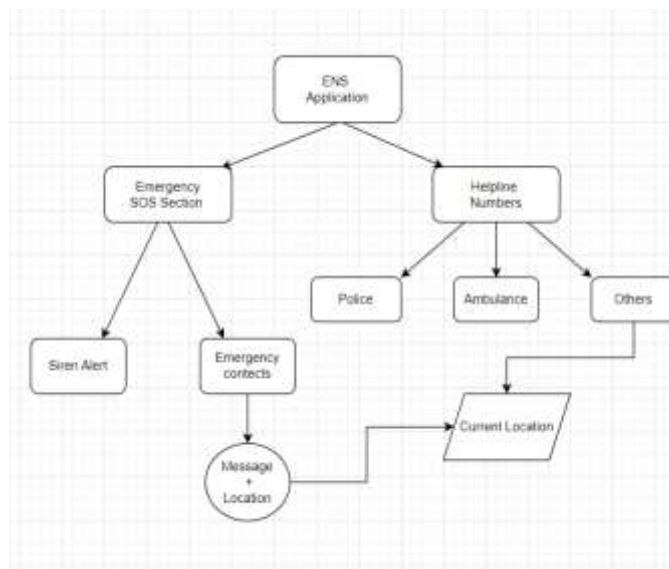 ENS
Application
Emergency
SOS Section
Helpline
Numbers
Police
Ambulance
Others
Siren Alert
Emergency
contects
Current Location
Message
+
Location